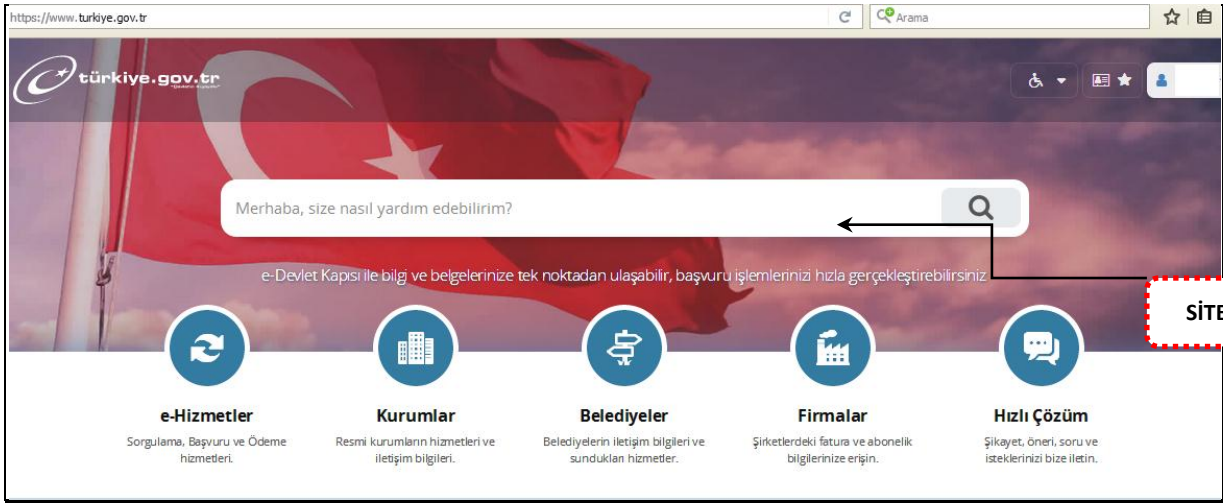 https://www.turkiye.gov.tr
Arama
türkiye.gov.tr
Merhaba, size nasıl yardım edebilirim?
e-Devlet Kapısı ile bilgi ve belgelerinize tek noktadan ulaşabilir, başvuru işlemlerinizi hızla gerçekleştirebilirsiniz
SİTE
e-Hizmetler
Sorgulama, Başvuru ve Ödeme
hizmetleri.
Kurumlar
Resmi kurumların hizmetleri ve
iletişim bilgileri.
Belediyeler
Belediyelerin iletişim bilgileri ve
sundukları hizmetler.
Firmalar
Şirketlerdeki fatura ve abonelik
bilgilerinize erişin.
Hızlı Çözüm
Şikayet, öneri, soru ve
isteklerinizi bize iletin.